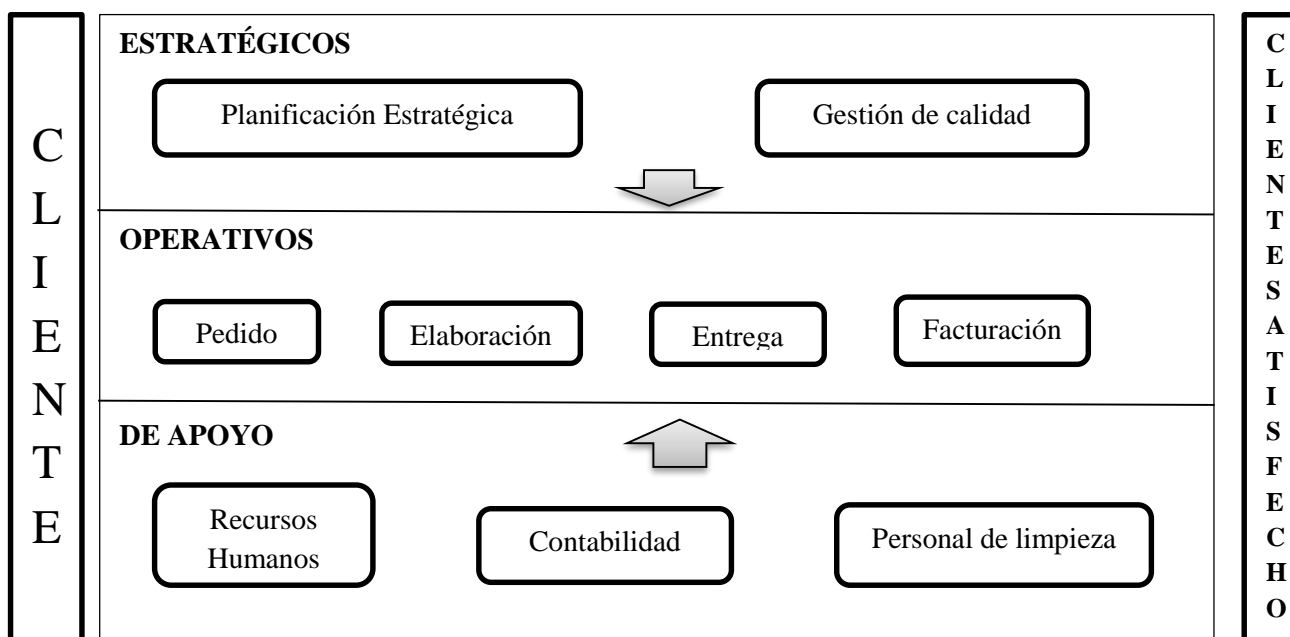 CLIENTE
ESTRATÉGICOS
Planificación Estratégica
Gestión de calidad
OPERATIVOS
Pedido
Elaboración
Entrega
Facturación
DE APOYO
Recursos
Humanos
Contabilidad
Personal de limpieza
CLIENTESATISFECHO